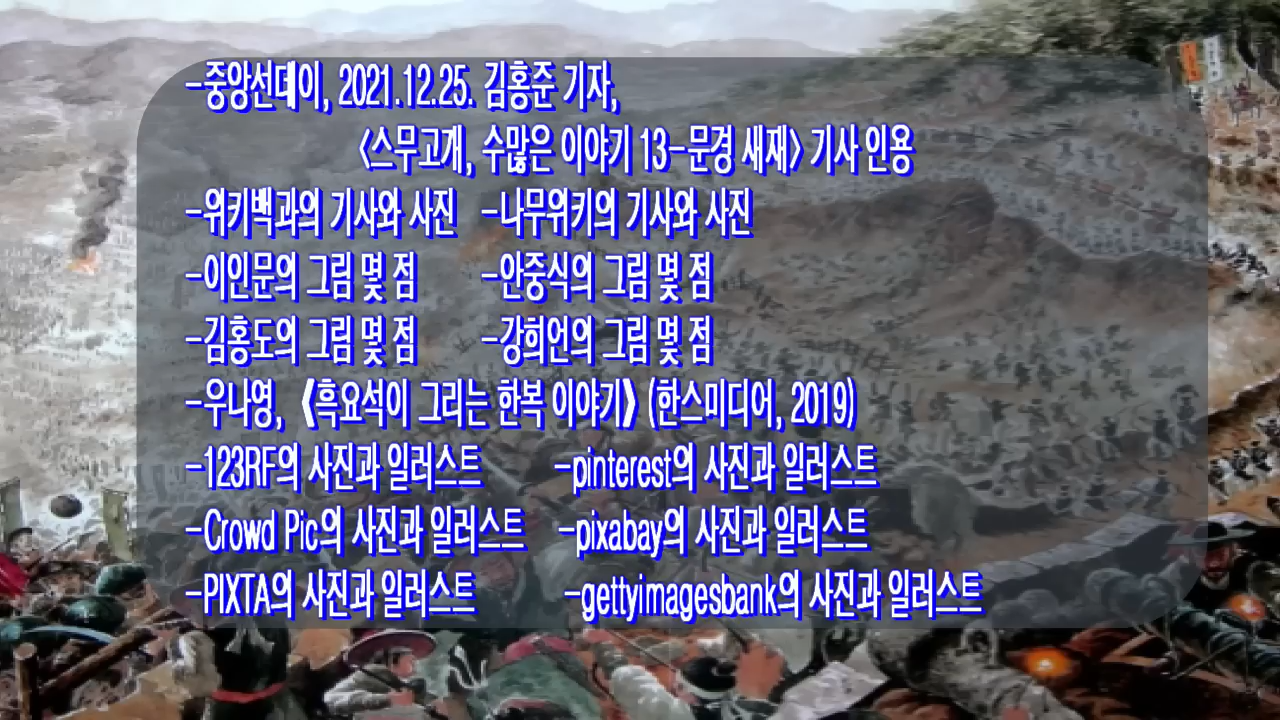 -중앙선데이, 2021.12.25. 김홍준 기자,
<스무고개, 수많은 이야기 13-문경 새재> 기사 인용
-위키백과의 기사와 사진 -나무위키의 기사와 사진
-이인문의 그림 몇 점 -안중식의 그림 몇 점
-김홍도의 그림 몇 점 -강희언의 그림 몇 점
-우나영, 《흑요석이 그리는 한복 이야기》 (한스미디어, 2019)
-123RF의 사진과 일러스트 -pinterest의 사진과 일러스트
-Crowd Pic의 사진과 일러스트 -pixabay의 사진과 일러스트
-PIXTA의 사진과 일러스트 -gettyimagesbank의 사진과 일러스트